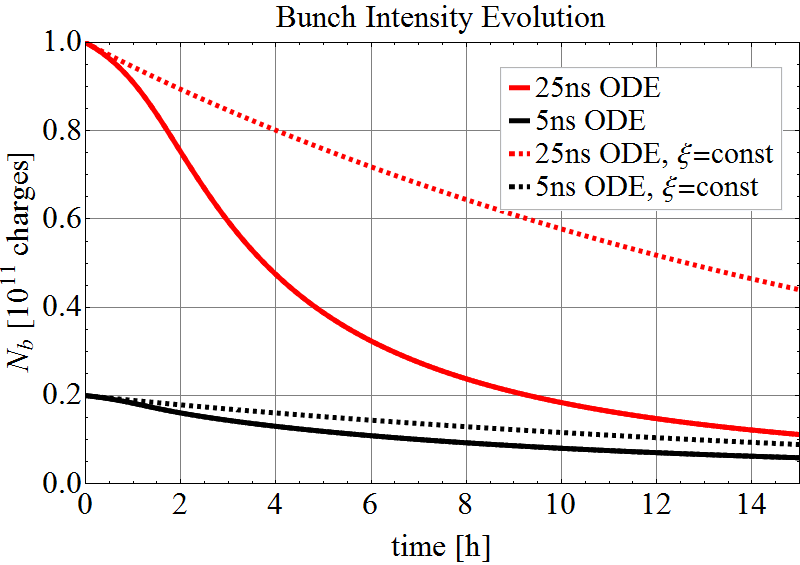 Bunch Intensity Evolution
1.0
0.8
0.6
0.4
0.2
0.0
N_b [10^11 charges]
25ns ODE
5ns ODE
25ns ODE, ξ=const
5ns ODE, ξ=const
0 2 4 6 8 10 12 14
time [h]